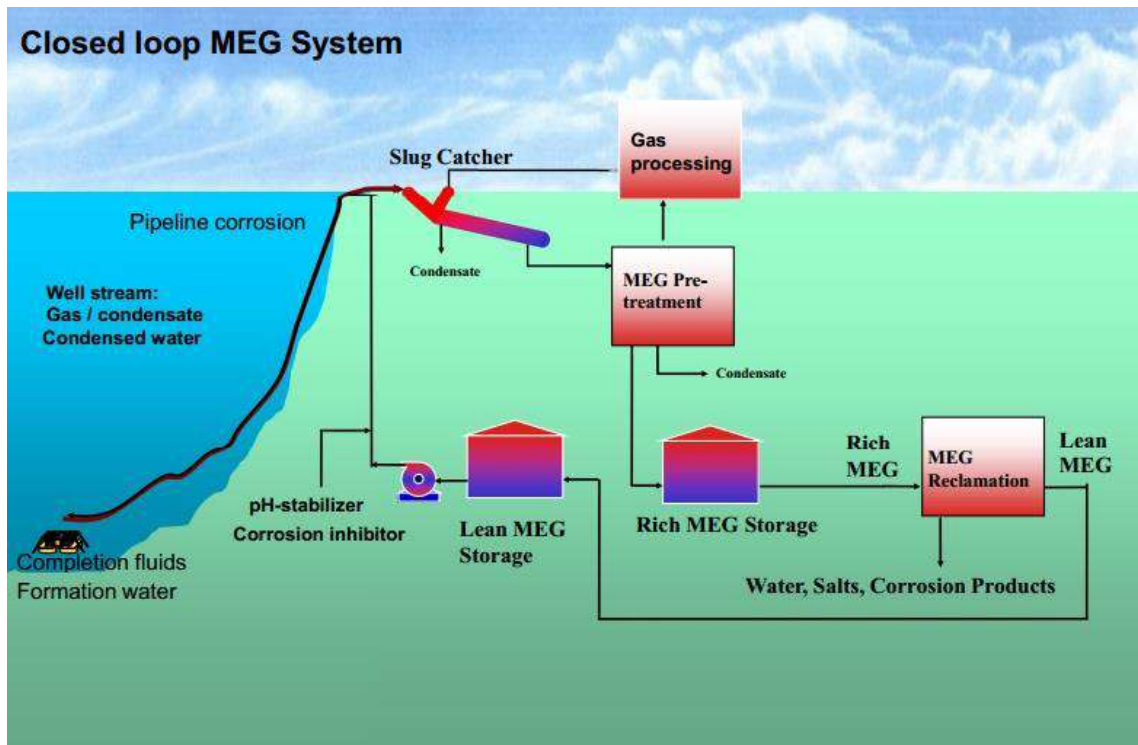 Closed loop MEG System
Gas
processing
Slug Catcher
Pipeline corrosion
Condensate
MEG Pre-
treatment
Well stream:
Gas / condensate
Condensed water
Condensate
Rich
MEG
MEG
Reclamation
Lean
MEG
pH-stabilizer
Corrosion inhibitor
Lean MEG
Storage
Rich MEG Storage
Completion fluids
Formation water
Water, Salts, Corrosion Products